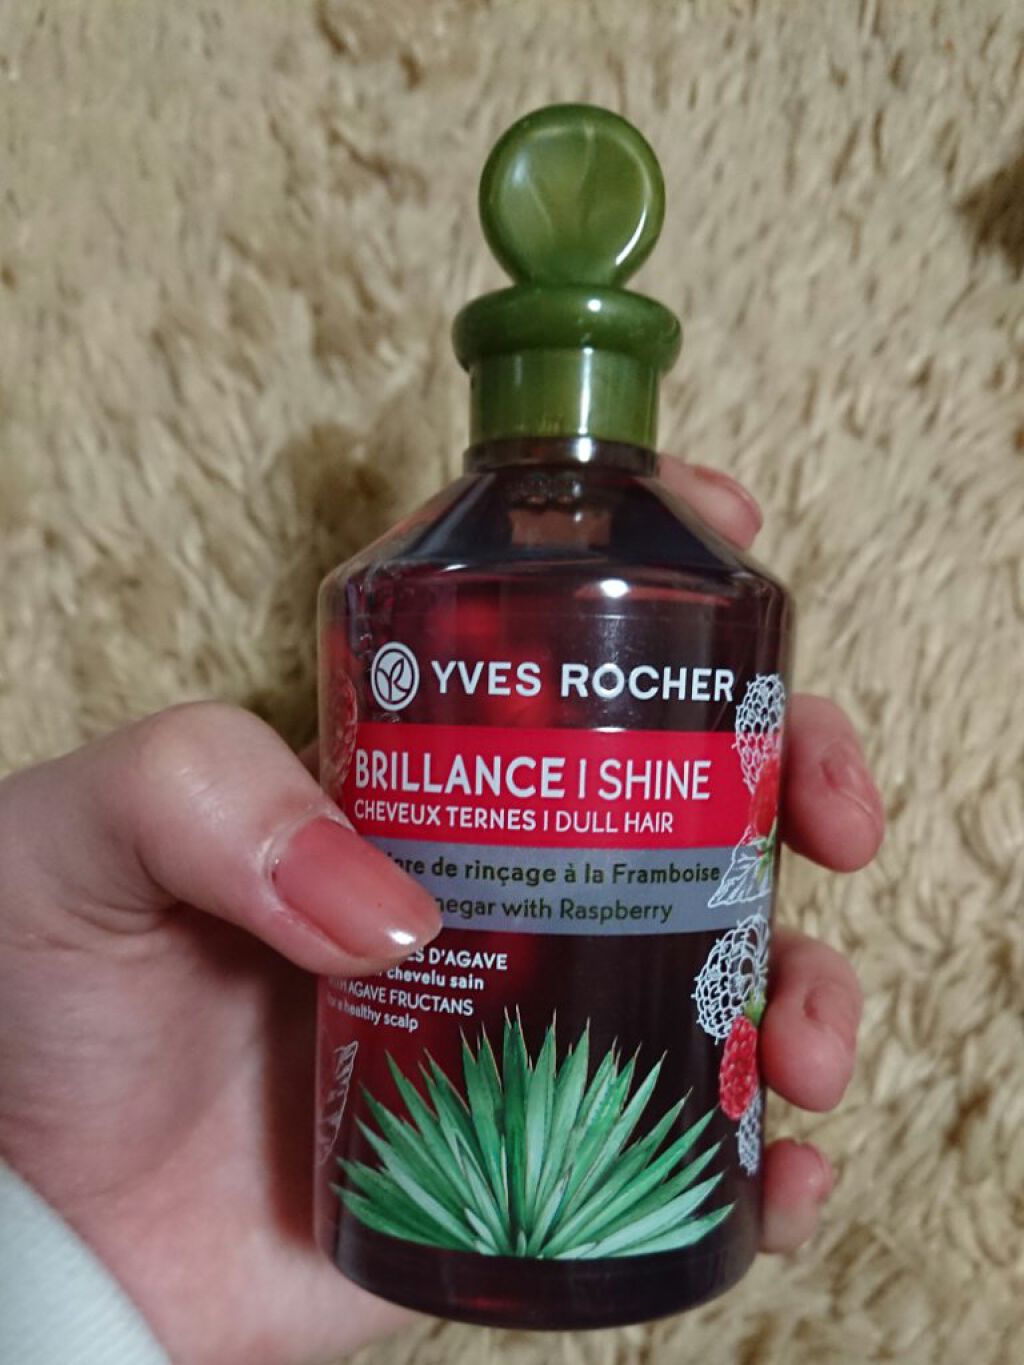 YVES ROCHER
BRILLANCE | SHINE
CHEVEUX TERNES | DULL HAIR
de rinçage à la Framboise
with Raspberry
D'AGAVE
chevelu sain
AGAVE FRUCTANS
healthy scalp